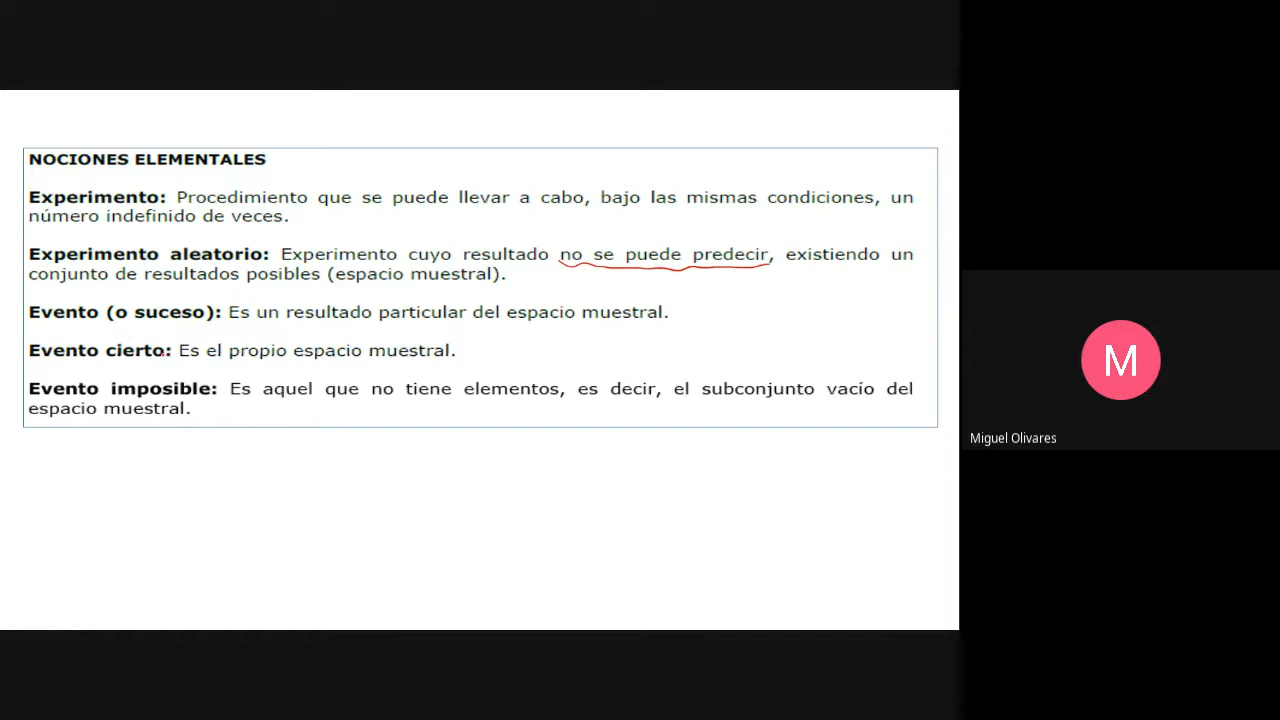 NOCIONES ELEMENTALES
Experimento: Procedimiento que se puede llevar a cabo, bajo las mismas condiciones, un
número indefinido de veces.
Experimento aleatorio: Experimento cuyo resultado no se puede predecir, existiendo un
conjunto de resultados posibles (espacio muestral).
Evento (o suceso): Es un resultado particular del espacio muestral.
Evento cierto: Es el propio espacio muestral.
Evento imposible: Es aquel que no tiene elementos, es decir, el subconjunto vacío del
espacio muestral.
M
Miguel Olivares